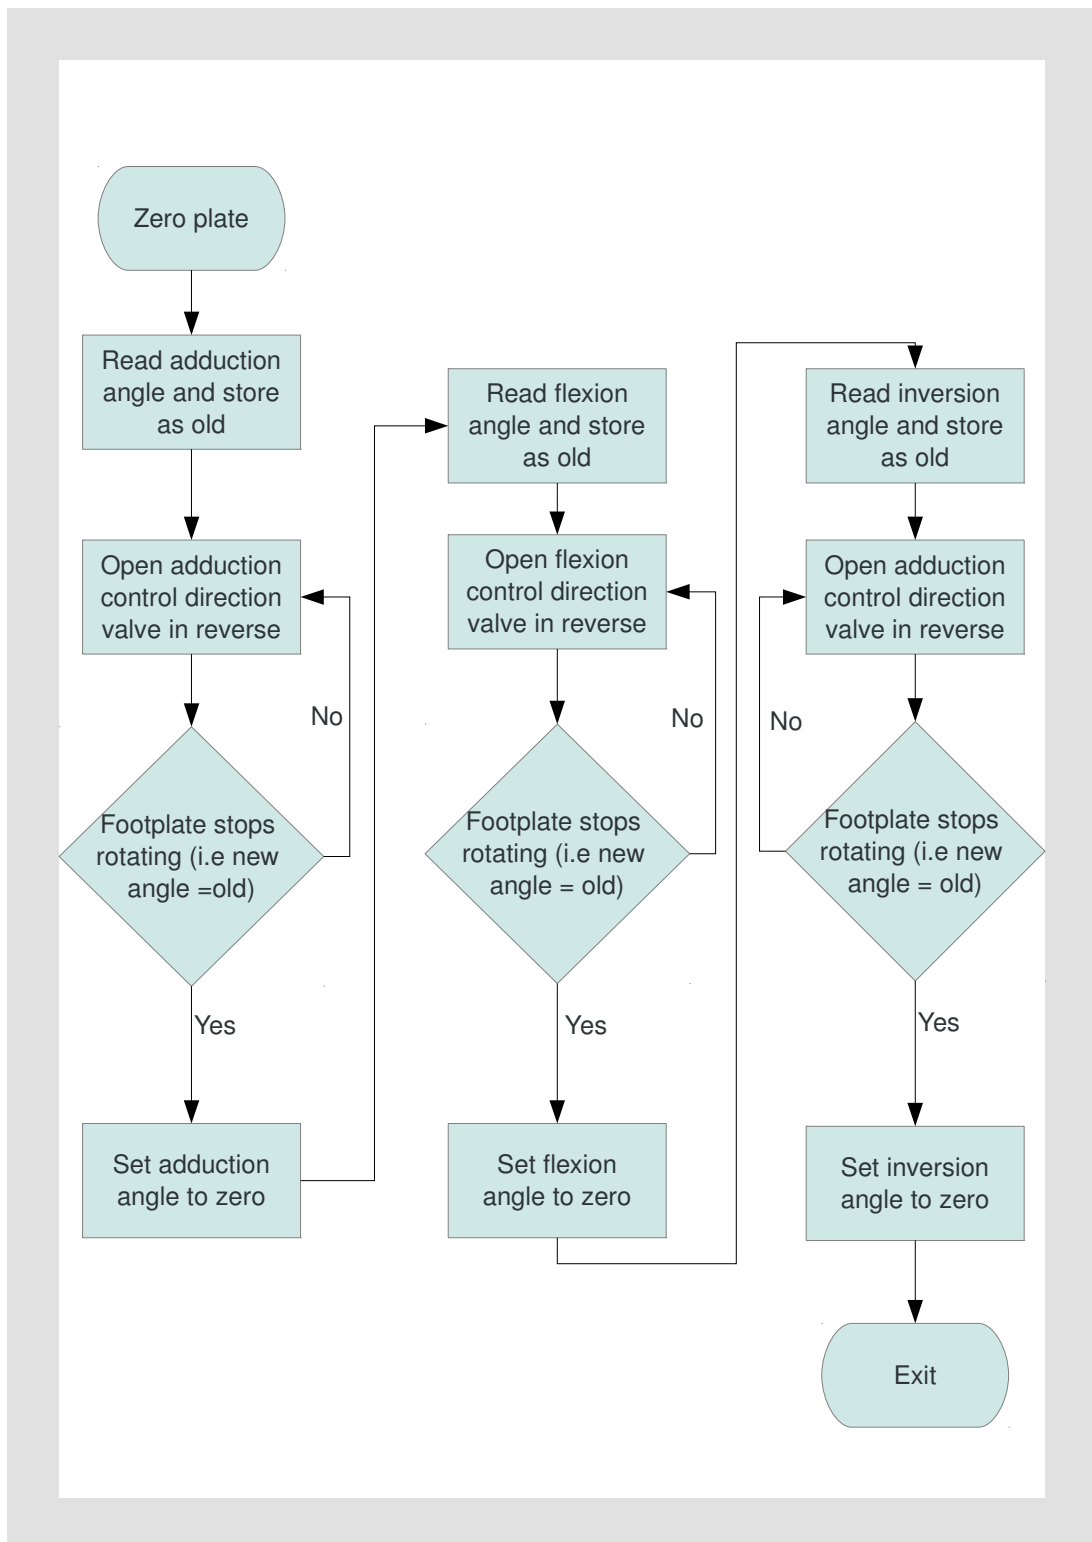 Zero plate
Read adduction
angle and store
as old
Open adduction
control direction
valve in reverse
No
Footplate stops
rotating (i.e new
angle =old)
Yes
Set adduction
angle to zero
Read flexion
angle and store
as old
Open flexion
control direction
valve in reverse
No
Footplate stops
rotating (i.e new
angle = old)
Yes
Set flexion
angle to zero
Read inversion
angle and store
as old
Open adduction
control direction
valve in reverse
No
Footplate stops
rotating (i.e new
angle = old)
Yes
Set inversion
angle to zero
Exit